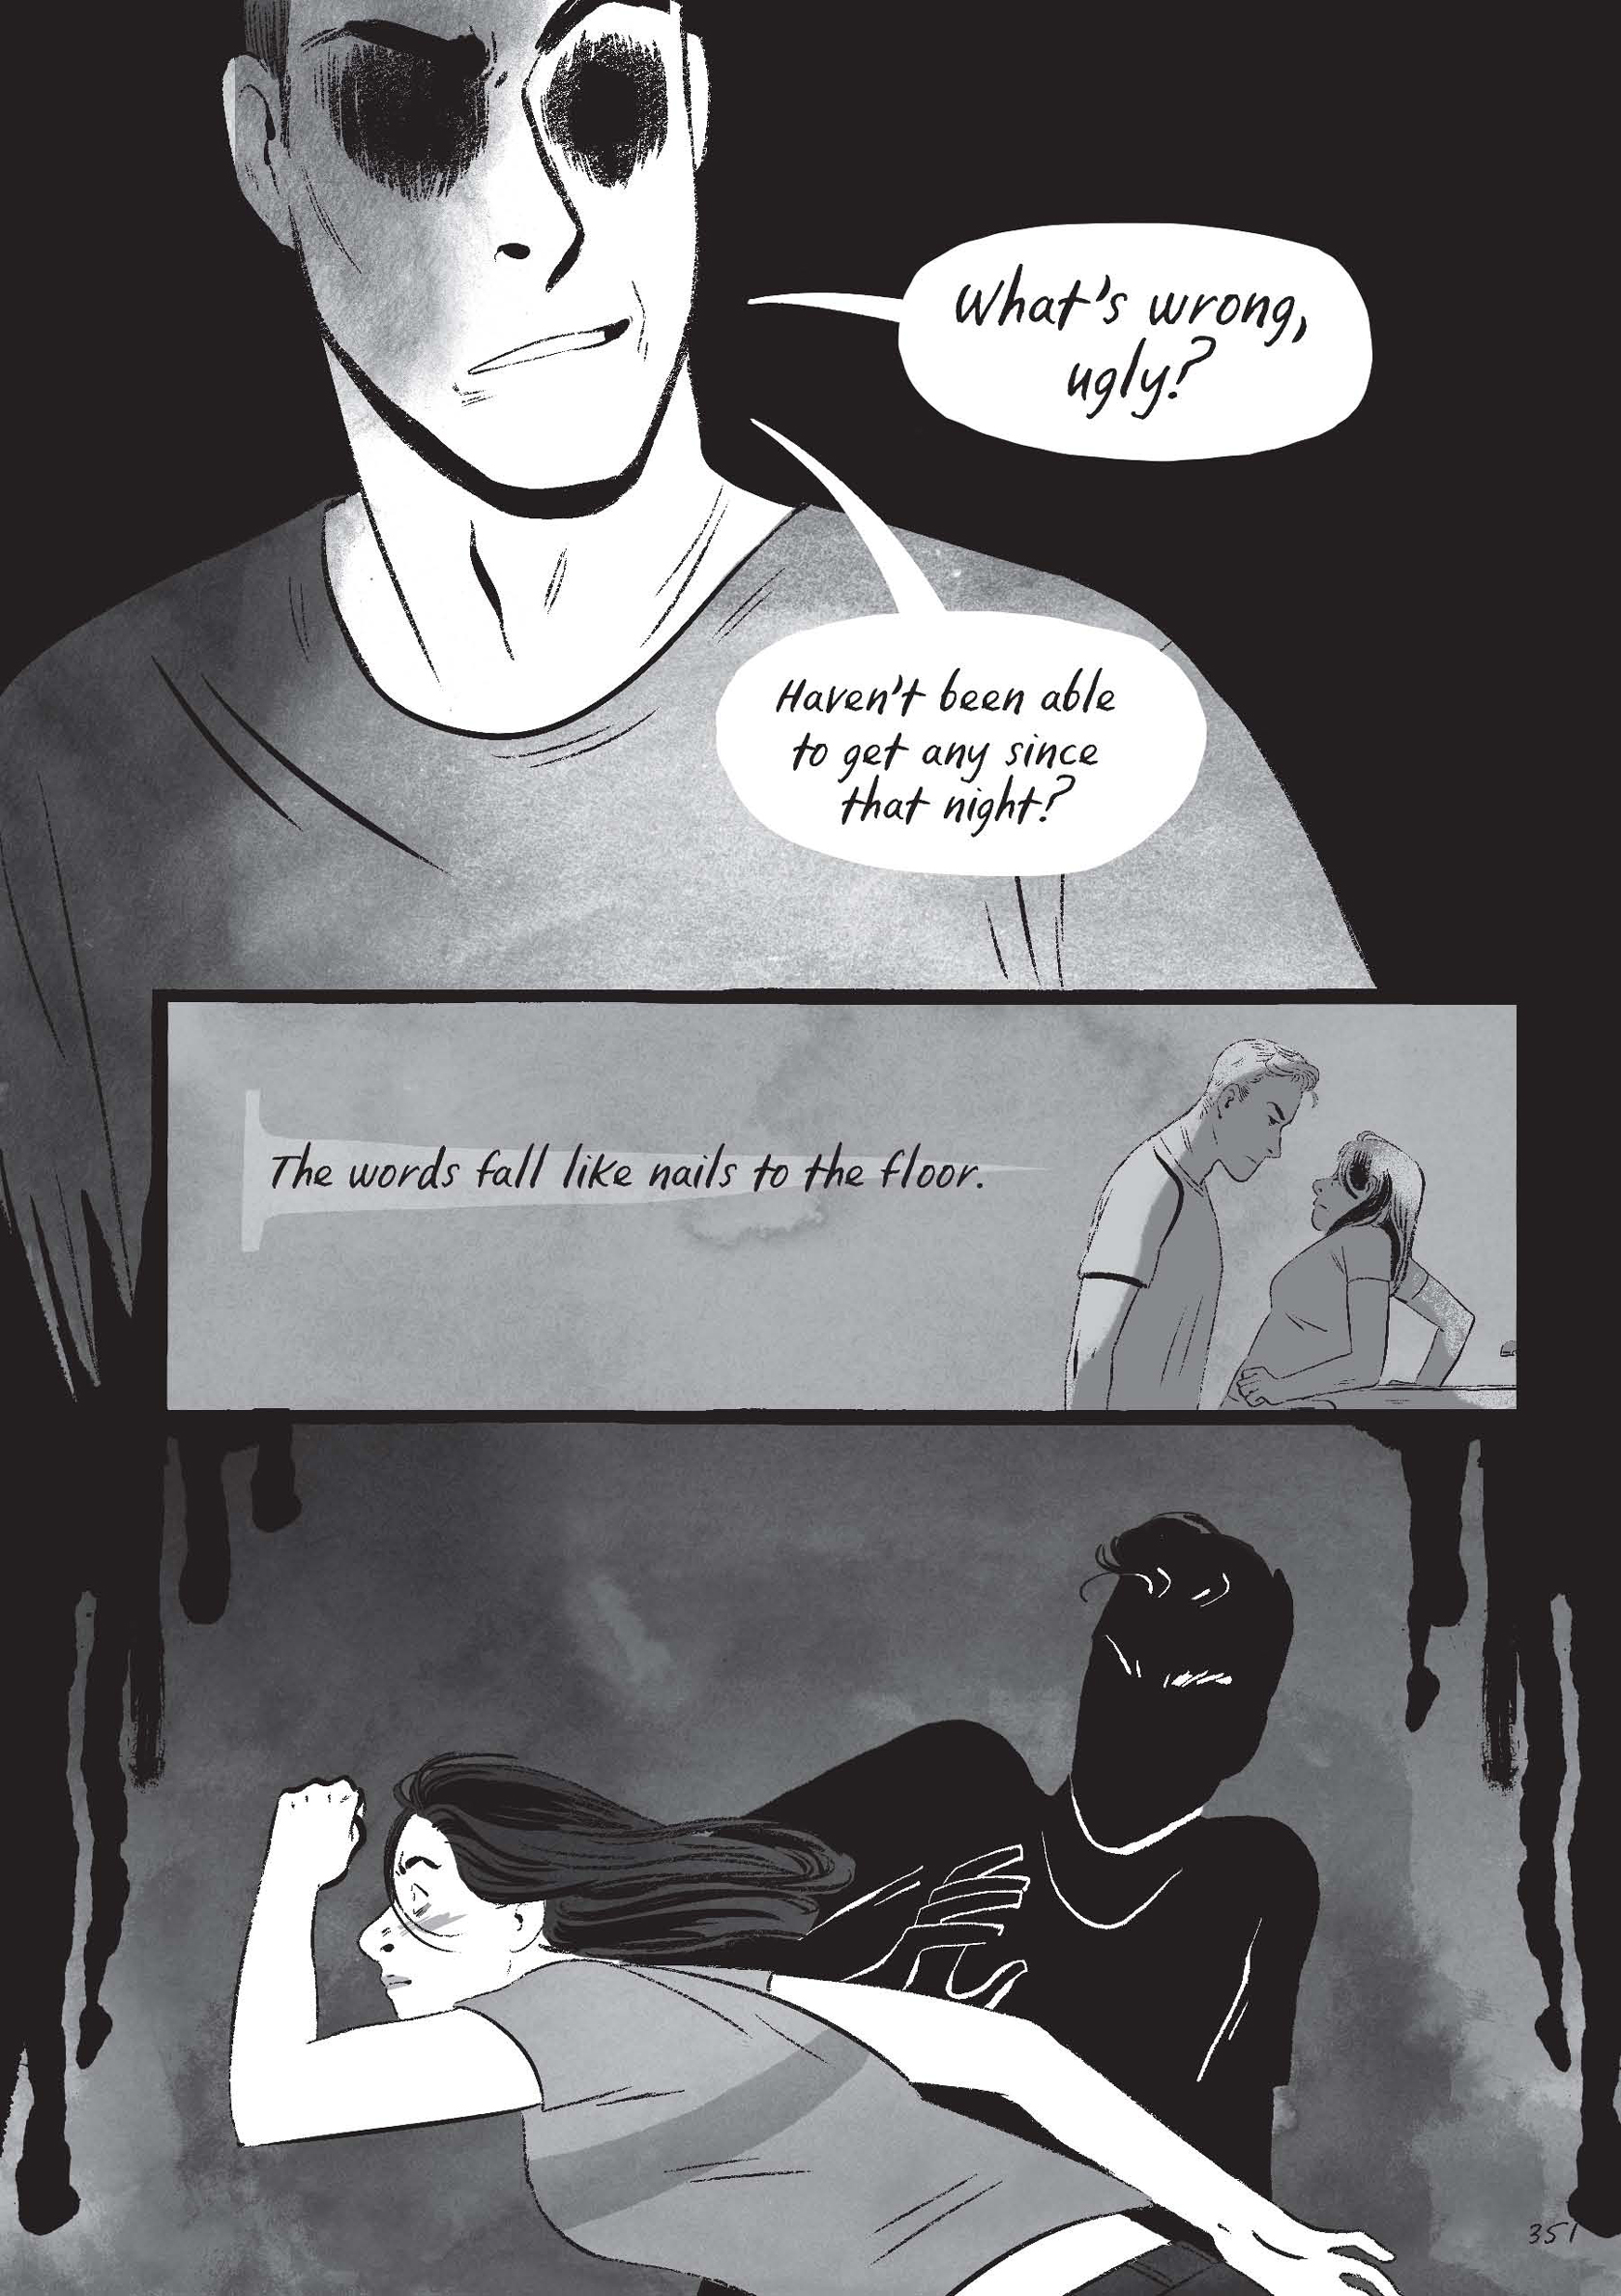 What's wrong,
ugly?
Haven't been able
to get any since
that night?
The words fall like nails to the floor.
351